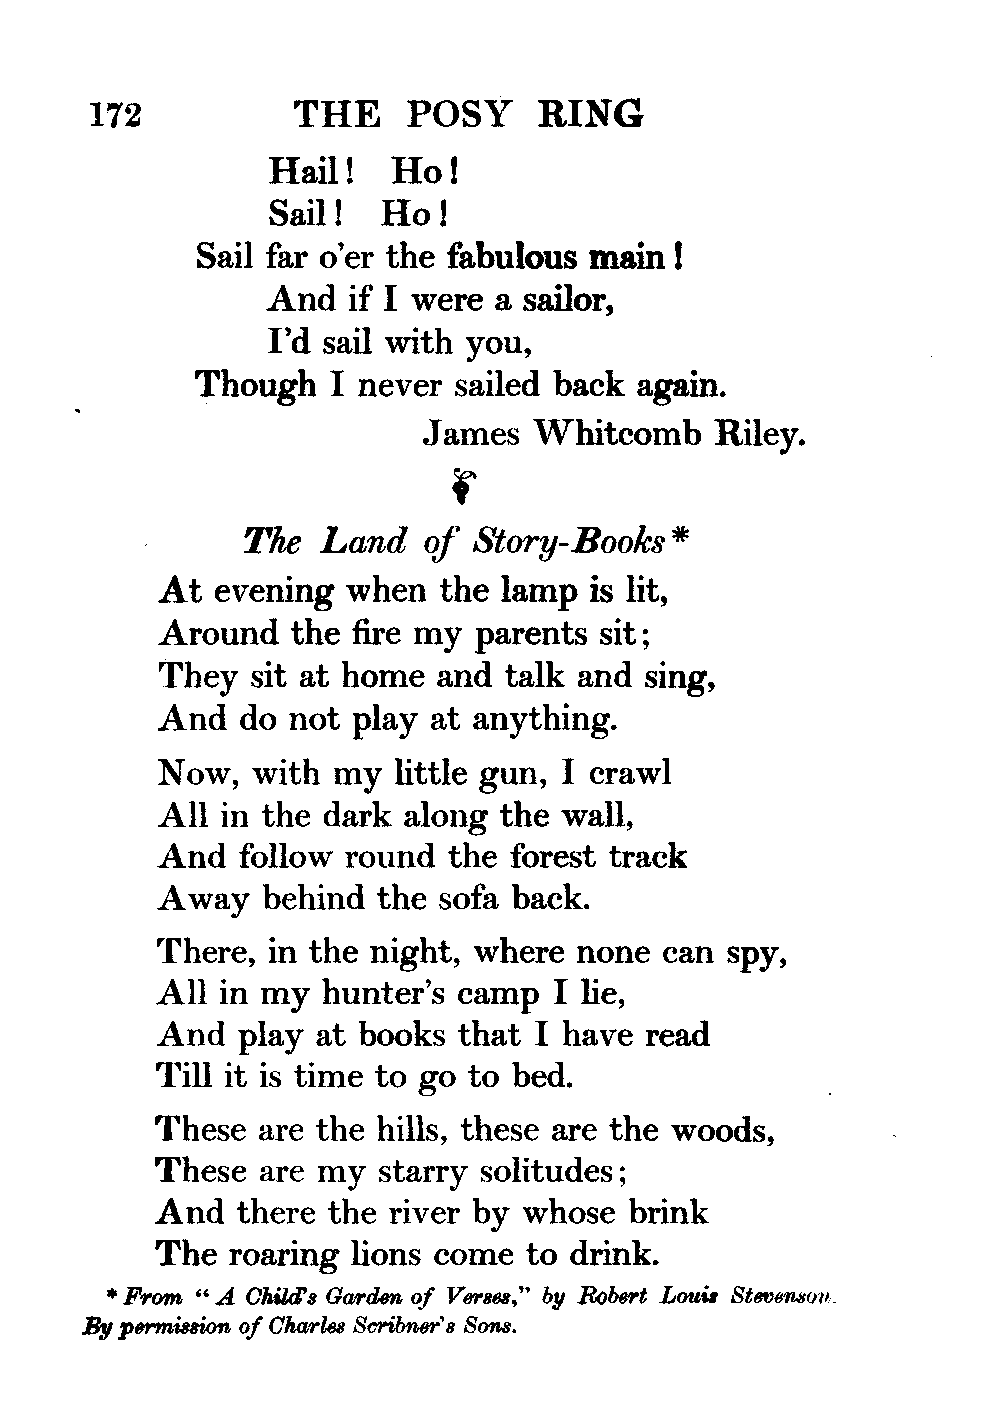 172 THE POSY RING
Hail! Ho!
Sail! Ho!
Sail far o'er the fabulous main!
And if I were a sailor,
I'd sail with you,
Though I never sailed back again.
James Whitcomb Riley.
The Land of Story-Books*
At evening when the lamp is lit,
Around the fire my parents sit;
They sit at home and talk and sing,
And do not play at anything.
Now, with my little gun, I crawl
All in the dark along the wall,
And follow round the forest track
Away behind the sofa back.
There, in the night, where none can spy,
All in my hunter's camp I lie,
And play at books that I have read
Till it is time to go to bed.
These are the hills, these are the woods,
These are my starry solitudes;
And there the river by whose brink
The roaring lions come to drink.
* From "A Child's Garden of Verses," by Robert Louis Stevenson.
By permission of Charles Scribner's Sons.